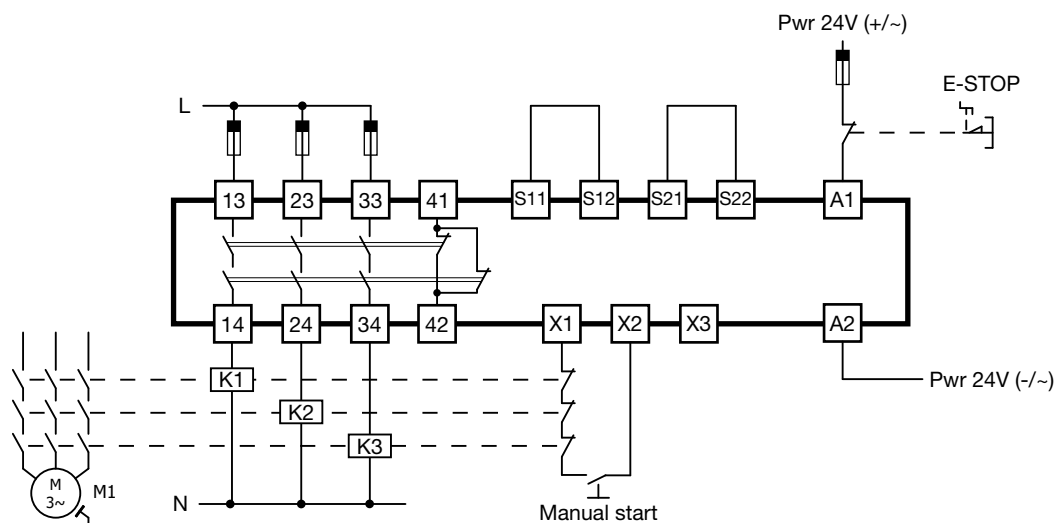 Pwr 24V (+/~)
E-STOP
L
13 23 33 41 S11 S12 S21 S22 A1
14 24 34 42 X1 X2 X3 A2
K1
Pwr 24V (-/~)
K2
K3
M
3~
M1
N
Manual start